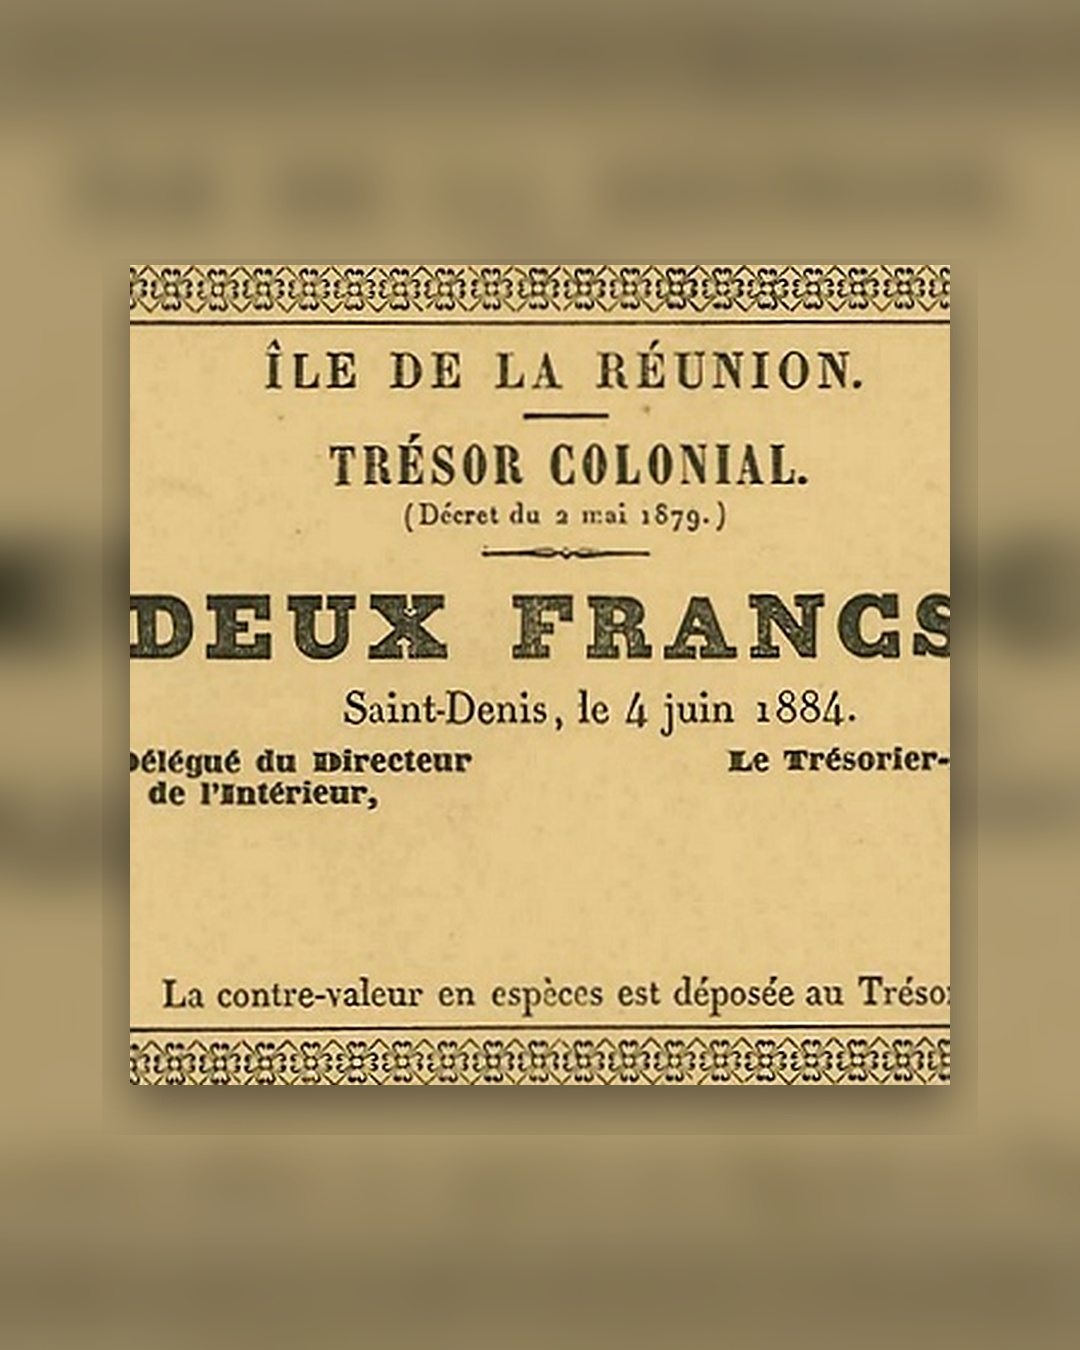 ÎLE DE LA RÉUNION.
TRÉSOR COLONIAL.
(Décret du 2 mai 1879.)
DEUX FRANCS
Saint-Denis, le 4 juin 1884.
Délégué du Directeur
de l'Intérieur,
Le Trésorier-
La contre-valeur en espèces est déposée au Trésor